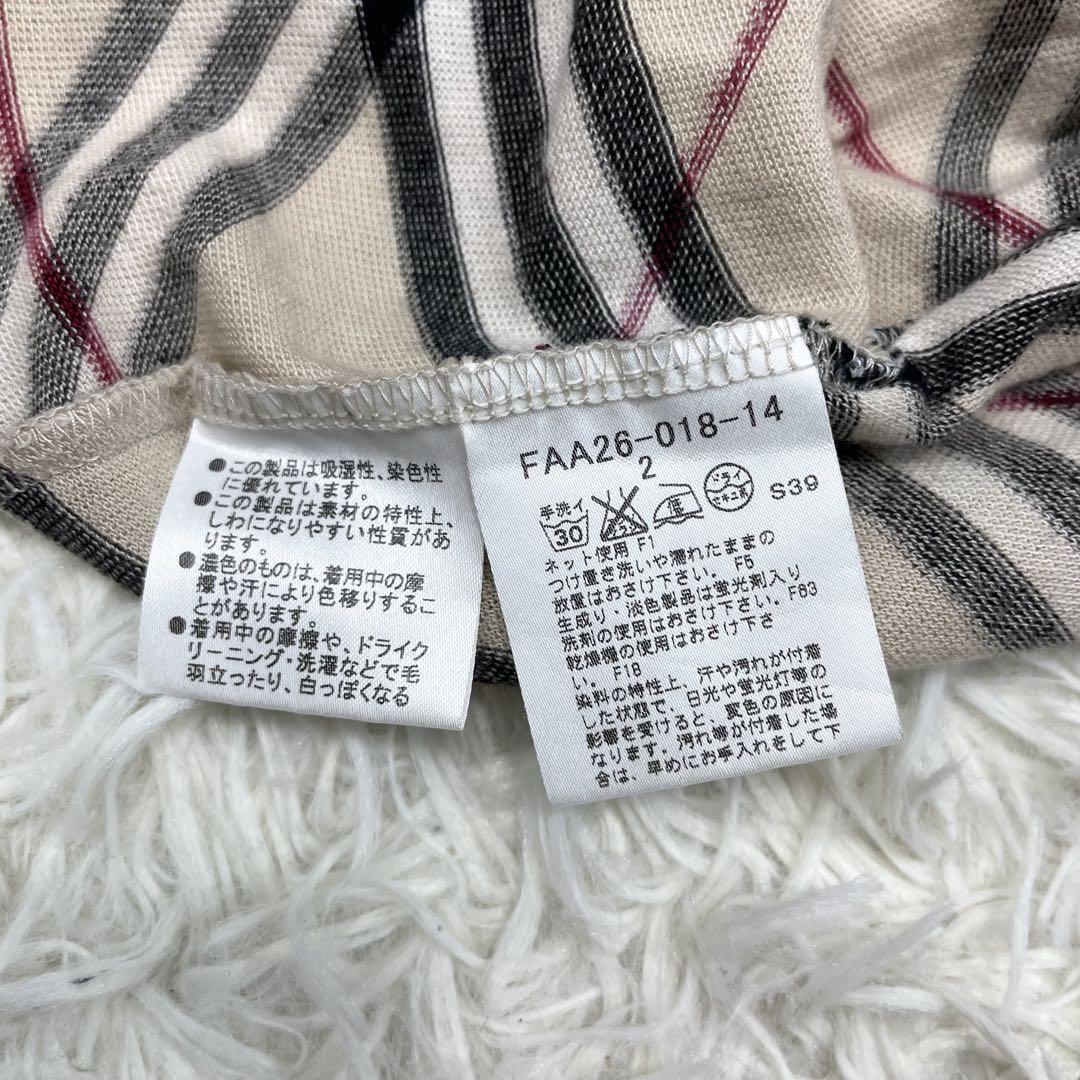 ●この製品は吸湿性、染色性
に優れています。
●この製品は素材の特性上、
しわになりやすい性質があ
ります。
●濃色のものは、着用中の摩
擦や汗により色移りするこ
とがあります。
●着用中の摩擦や、ドライク
リーニング・洗濯などで毛
羽立ったり、白っぽくなる
FAA26-018-14
2
手洗イ
30
ドライ
セキユ系
S39
ネット使用 F1
つけ置き洗いや濡れたままの
放置はおさけ下さい。F5
生成り・淡色製品は蛍光剤入り
洗剤の使用はおさけ下さい。F83
乾燥機の使用はおさけ下さ
い。F18
染料の特性上、汗や汚れが付着
した状態で、日光や蛍光灯等の
影響を受けると、変色の原因に
なります。汚れ等が付着した場
合は、早めにお手入れをして下